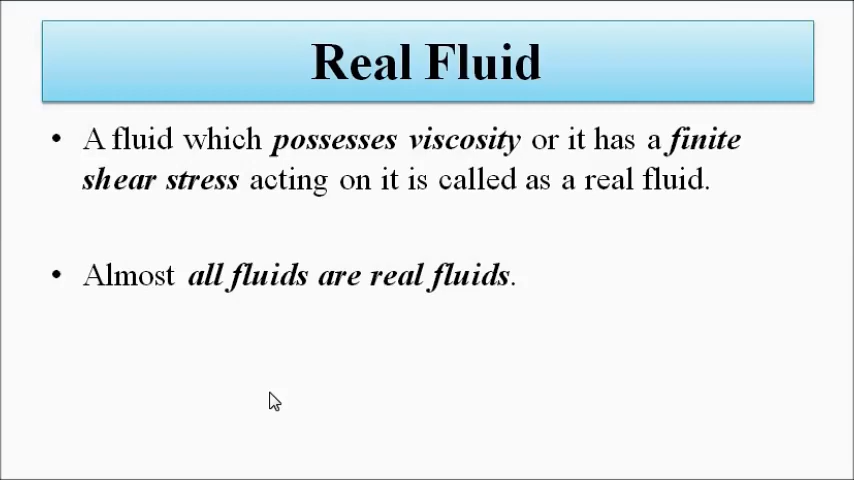 Real Fluid
• A fluid which possesses viscosity or it has a finite
shear stress acting on it is called as a real fluid.
• Almost all fluids are real fluids.